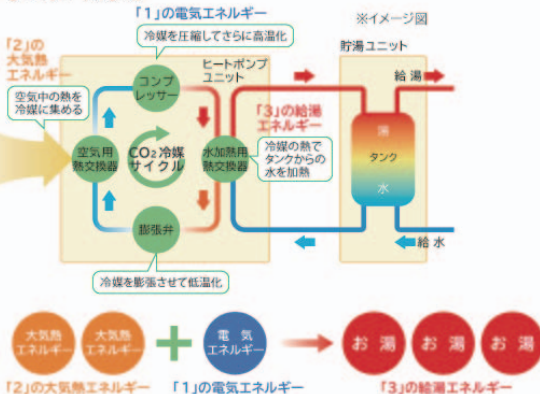 「1」の電気エネルギー
※イメージ図
冷媒を圧縮してさらに高温化
「2」の
大気熱
エネルギー
ヒートポンプ
ユニット
貯湯ユニット
コンプ
レッサー
給湯
空気中の熱を
冷媒に集める
「3」の給湯
エネルギー
湯
空気用
熱交換器
CO2冷媒
サイクル
水加熱用
熱交換器
冷媒の熱で
タンクからの
水を加熱
タンク
水
膨張弁
給水
冷媒を膨張させて低温化
大気熱
エネルギー
大気熱
エネルギー
+
電気
エネルギー
お湯
お湯
お湯
「2」の大気熱エネルギー
「1」の電気エネルギー
「3」の給湯エネルギー